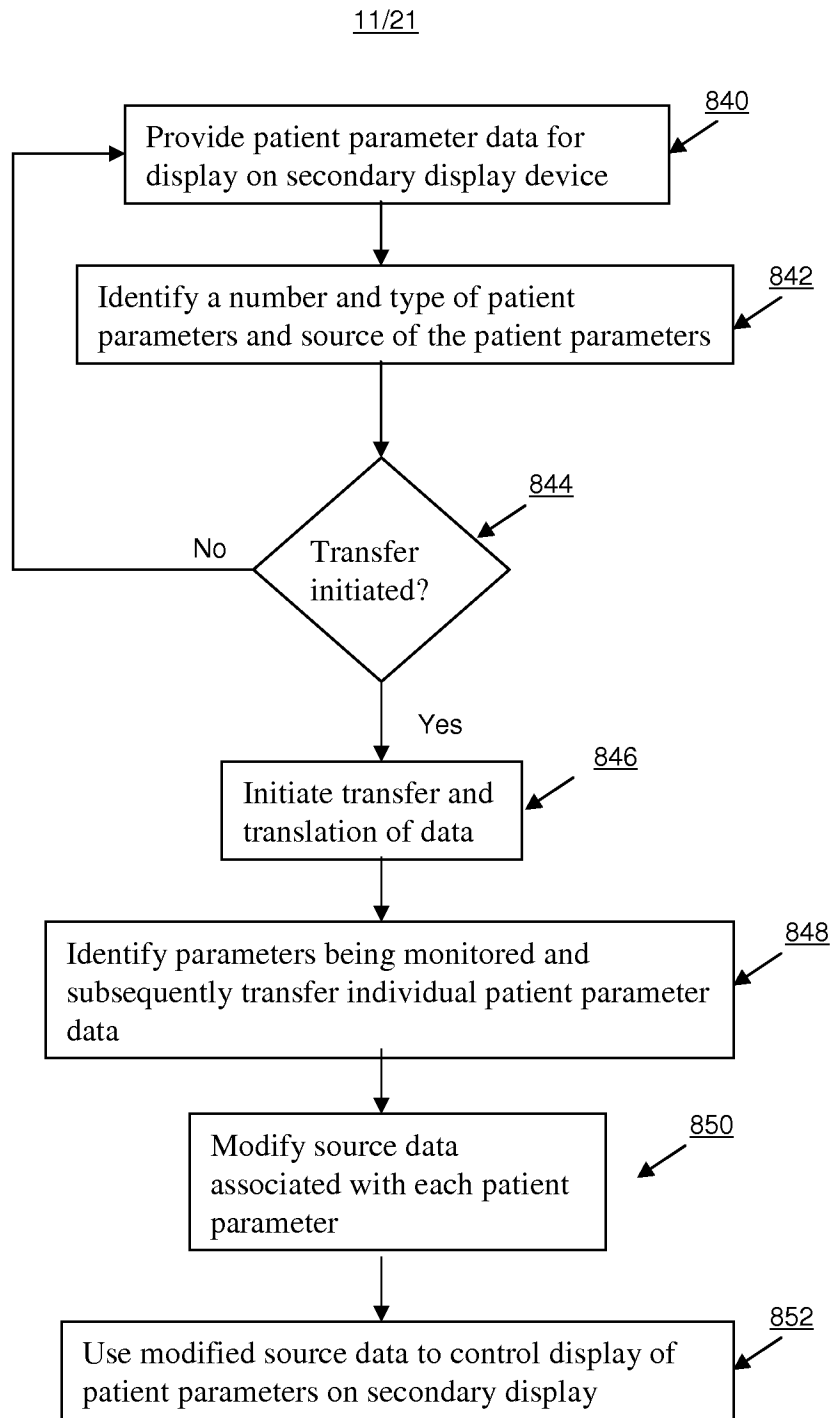 11/21
840
Provide patient parameter data for
display on secondary display device
842
Identify a number and type of patient
parameters and source of the patient parameters
844
Transfer
initiated?
No
Yes
846
Initiate transfer and
translation of data
848
Identify parameters being monitored and
subsequently transfer individual patient parameter
data
850
Modify source data
associated with each patient
parameter
852
Use modified source data to control display of
patient parameters on secondary display